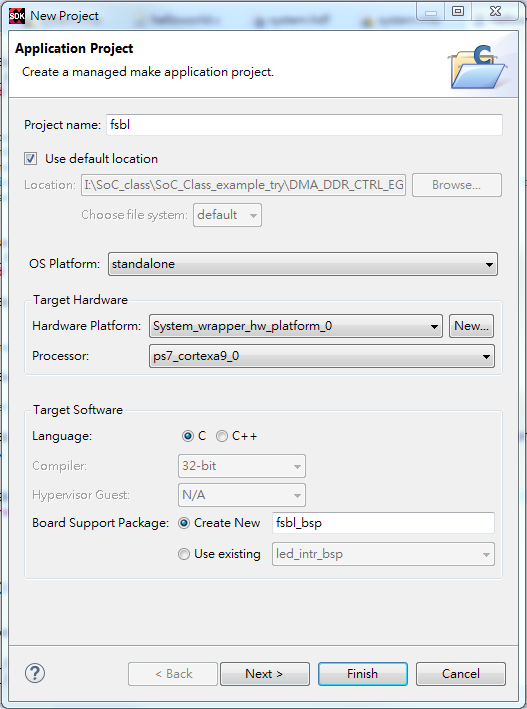 SDK New Project
Application Project
Create a managed make application project.
C
Project name: fsbl
Use default location
Location: I:\SoC_class\SoC_Class_example_try\DMA_DDR_CTRL_EG Browse...
Choose file system: default
OS Platform: standalone
Target Hardware
Hardware Platform: System_wrapper_hw_platform_0 New...
Processor: ps7_cortexa9_0
Target Software
Language: C C++
Compiler: 32-bit
Hypervisor Guest: N/A
Board Support Package: Create New fsbl_bsp
Use existing led_intr_bsp
? < Back Next > Finish Cancel